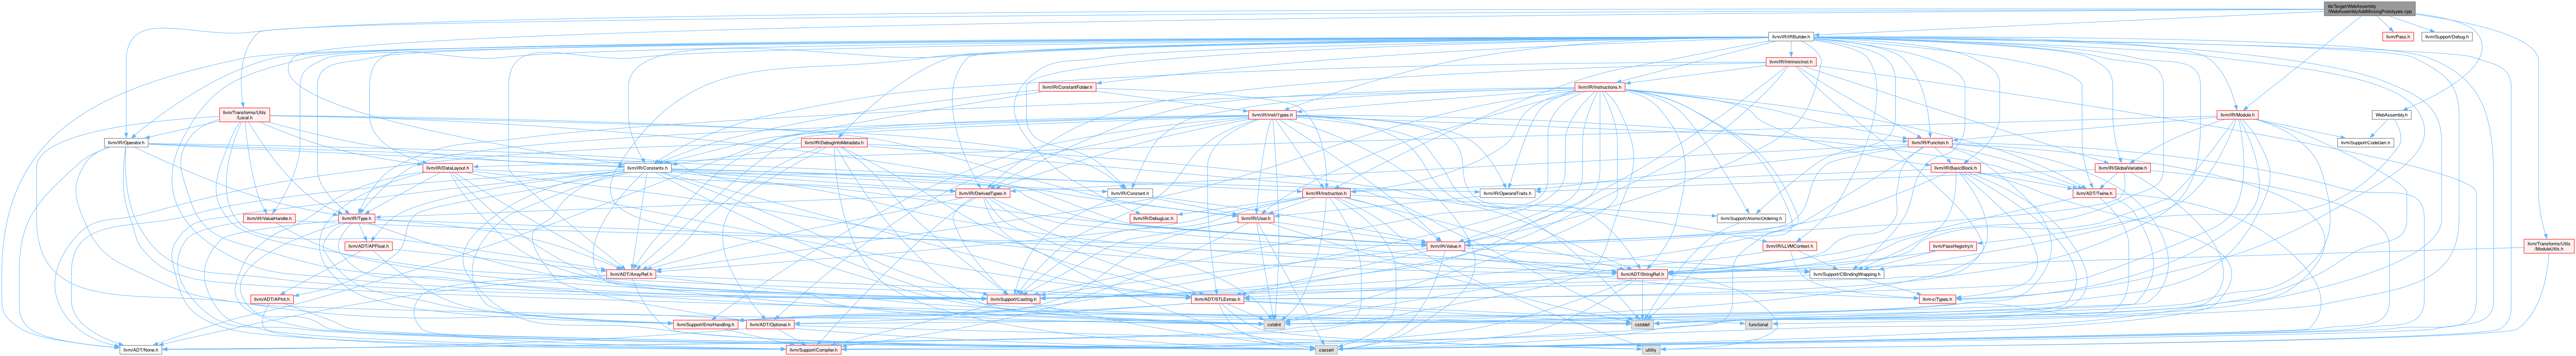 lib/Target/WebAssembly
/WebAssemblyAddMissingPrototypes.cpp
llvm/IR/IRBuilder.h
llvm/Pass.h
llvm/Support/Debug.h
llvm/IR/IntrinsicInst.h
llvm/IR/ConstantFolder.h
llvm/IR/Instructions.h
llvm/Transforms/Utils
/Local.h
llvm/IR/InstrTypes.h
llvm/IR/Module.h
WebAssembly.h
llvm/IR/Operator.h
llvm/IR/DebugInfoMetadata.h
llvm/IR/Function.h
llvm/Support/CodeGen.h
llvm/IR/DataLayout.h
llvm/IR/Constants.h
llvm/IR/BasicBlock.h
llvm/IR/GlobalVariable.h
llvm/IR/DerivedTypes.h
llvm/IR/Constant.h
llvm/IR/Instruction.h
llvm/IR/OperandTraits.h
llvm/ADT/Twine.h
llvm/IR/ValueHandle.h
llvm/IR/Type.h
llvm/IR/DebugLoc.h
llvm/IR/User.h
llvm/Support/AtomicOrdering.h
llvm/ADT/APFloat.h
llvm/IR/Value.h
llvm/IR/LLVMContext.h
llvm/PassRegistry.h
llvm/Transforms/Utils
/ModuleUtils.h
llvm/ADT/ArrayRef.h
llvm/ADT/StringRef.h
llvm/Support/CBindingWrapping.h
llvm/ADT/APInt.h
llvm/Support/Casting.h
llvm/ADT/STLExtras.h
llvm-c/Types.h
llvm/Support/ErrorHandling.h
llvm/ADT/Optional.h
cstdint
cstddef
functional
llvm/ADT/None.h
llvm/Support/Compiler.h
cassert
utility